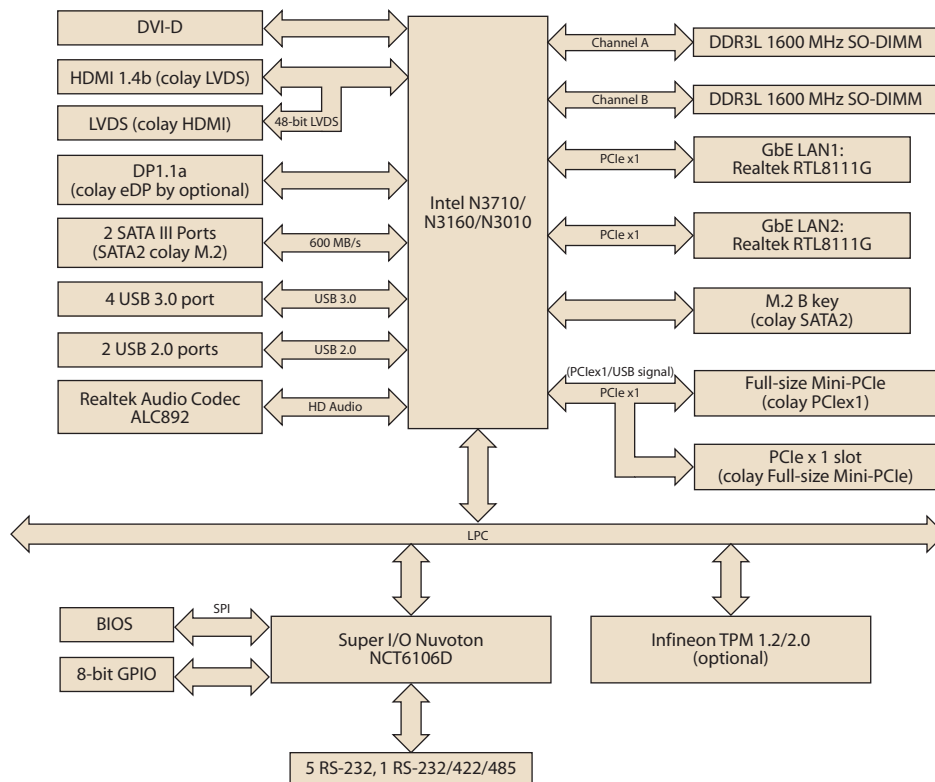 DVI-D
HDMI 1.4b (colay LVDS)
LVDS (colay HDMI)
48-bit LVDS
DP1.1a
(colay eDP by optional)
2 SATA III Ports
(SATA2 colay M.2)
600 MB/s
4 USB 3.0 port
USB 3.0
2 USB 2.0 ports
USB 2.0
Realtek Audio Codec
ALC892
HD Audio
Intel N3710/
N3160/N3010
Channel A
DDR3L 1600 MHz SO-DIMM
Channel B
DDR3L 1600 MHz SO-DIMM
PCIe x1
GbE LAN1:
Realtek RTL8111G
PCIe x1
GbE LAN2:
Realtek RTL8111G
M.2 B key
(colay SATA2)
(PCIex1/USB signal)
PCIe x1
Full-size Mini-PCIe
(colay PCIex1)
PCIe x 1 slot
(colay Full-size Mini-PCIe)
LPC
BIOS
SPI
8-bit GPIO
Super I/O Nuvoton
NCT6106D
Infineon TPM 1.2/2.0
(optional)
5 RS-232, 1 RS-232/422/485